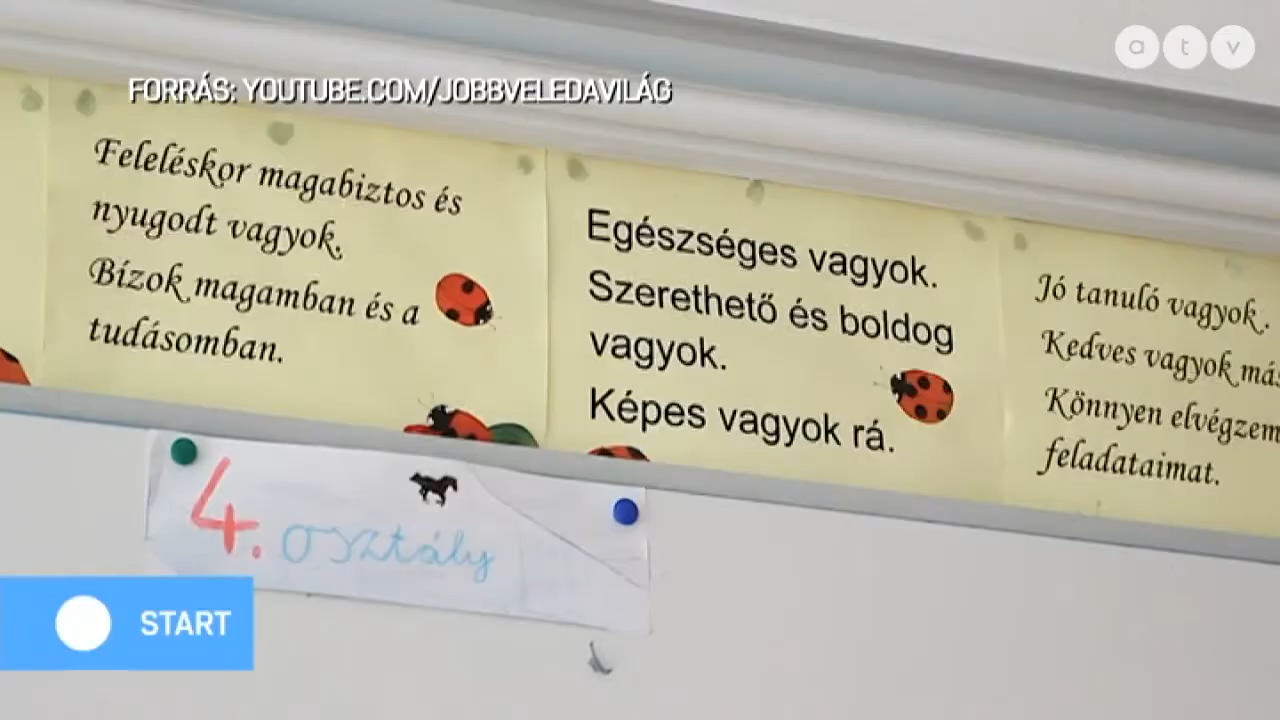 atv
FORRÁS: YOUTUBE.COM/JOBBVELEDAVILÁG
Feleléskor magabiztos és
nyugodt vagyok.
Bízok magamban és a
tudásomban.
Egészséges vagyok.
Szerethető és boldog
vagyok.
Képes vagyok rá.
Jó tanuló vagyok.
Kedves vagyok
Könnyen elvégzem
feladataimat.
4. osztály
START